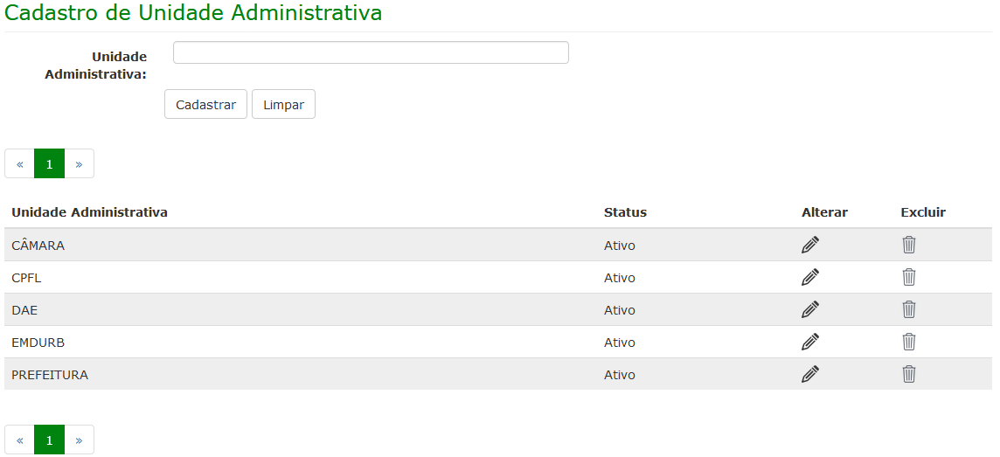 Cadastro de Unidade Administrativa
Unidade
Administrativa:
Cadastrar Limpar
« 1 »
Unidade Administrativa Status Alterar Excluir
CÂMARA Ativo
CPFL Ativo
DAE Ativo
EMDURB Ativo
PREFEITURA Ativo
« 1 »